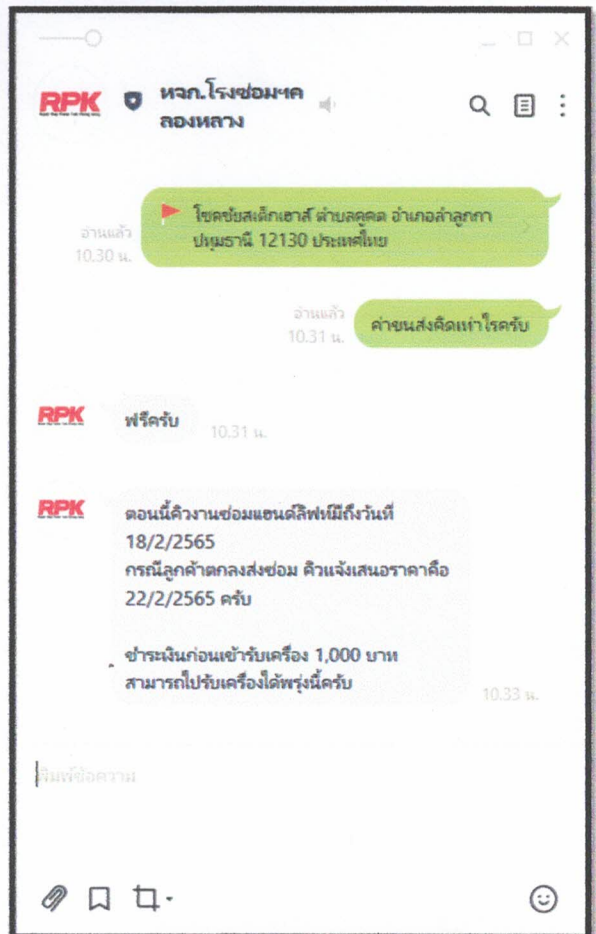 RPK
หจก.โรงซ่อมฯค
ลองหลวง
โชคชัยสเต็กเฮาส์ ตำบลคูคต อำเภอลำลูกกา
ปทุมธานี 12130 ประเทศไทย
อ่านแล้ว
10.30 น.
ค่าขนส่งคิดเท่าไรครับ
อ่านแล้ว
10.31 น.
RPK
ฟรีครับ
10.31 น.
RPK
ตอนนี้คิวงานซ่อมแฮนด์ลิฟท์มีถึงวันที่
18/2/2565
กรณีลูกค้าตกลงส่งซ่อม คิวแจ้งเสนอราคาคือ
22/2/2565 ครับ
ชำระเงินก่อนเข้ารับเครื่อง 1,000 บาท
สามารถไปรับเครื่องได้พรุ่งนี้ครับ
10.33 น.
พิมพ์ข้อความ